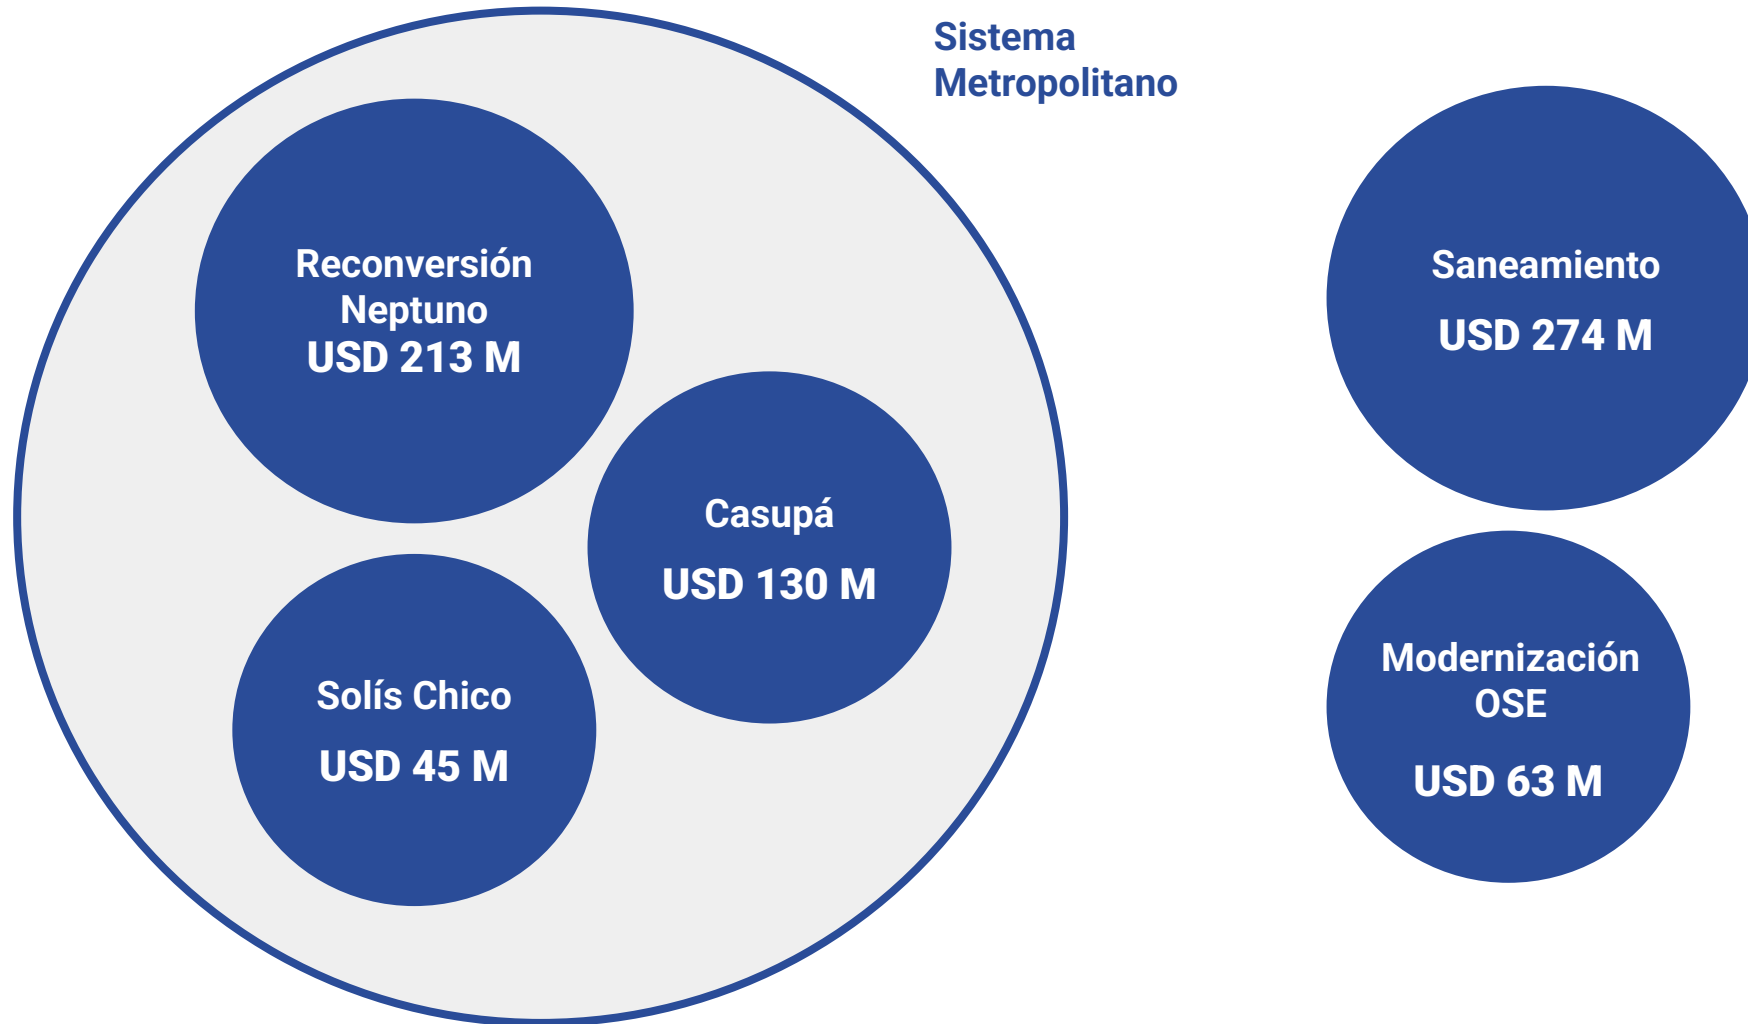 Sistema
Metropolitano
Reconversión
Neptuno
USD 213 M
Casupá
USD 130 M
Solís Chico
USD 45 M
Saneamiento
USD 274 M
Modernización
OSE
USD 63 M